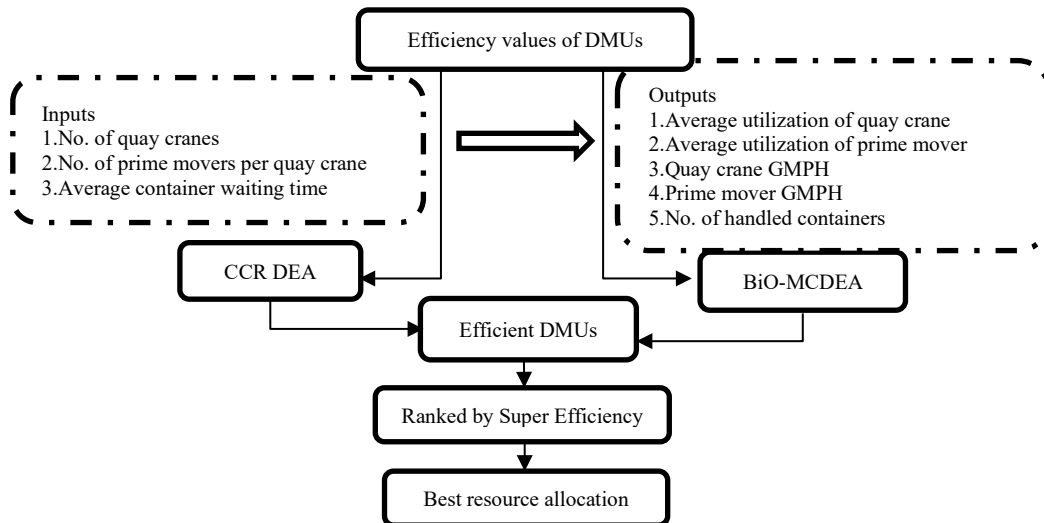 Efficiency values of DMUs
Inputs
1.No. of quay cranes
2.No. of prime movers per quay crane
3.Average container waiting time
Outputs
1.Average utilization of quay crane
2.Average utilization of prime mover
3.Quay crane GMPH
4.Prime mover GMPH
5.No. of handled containers
CCR DEA
BiO-MCDEA
Efficient DMUs
Ranked by Super Efficiency
Best resource allocation